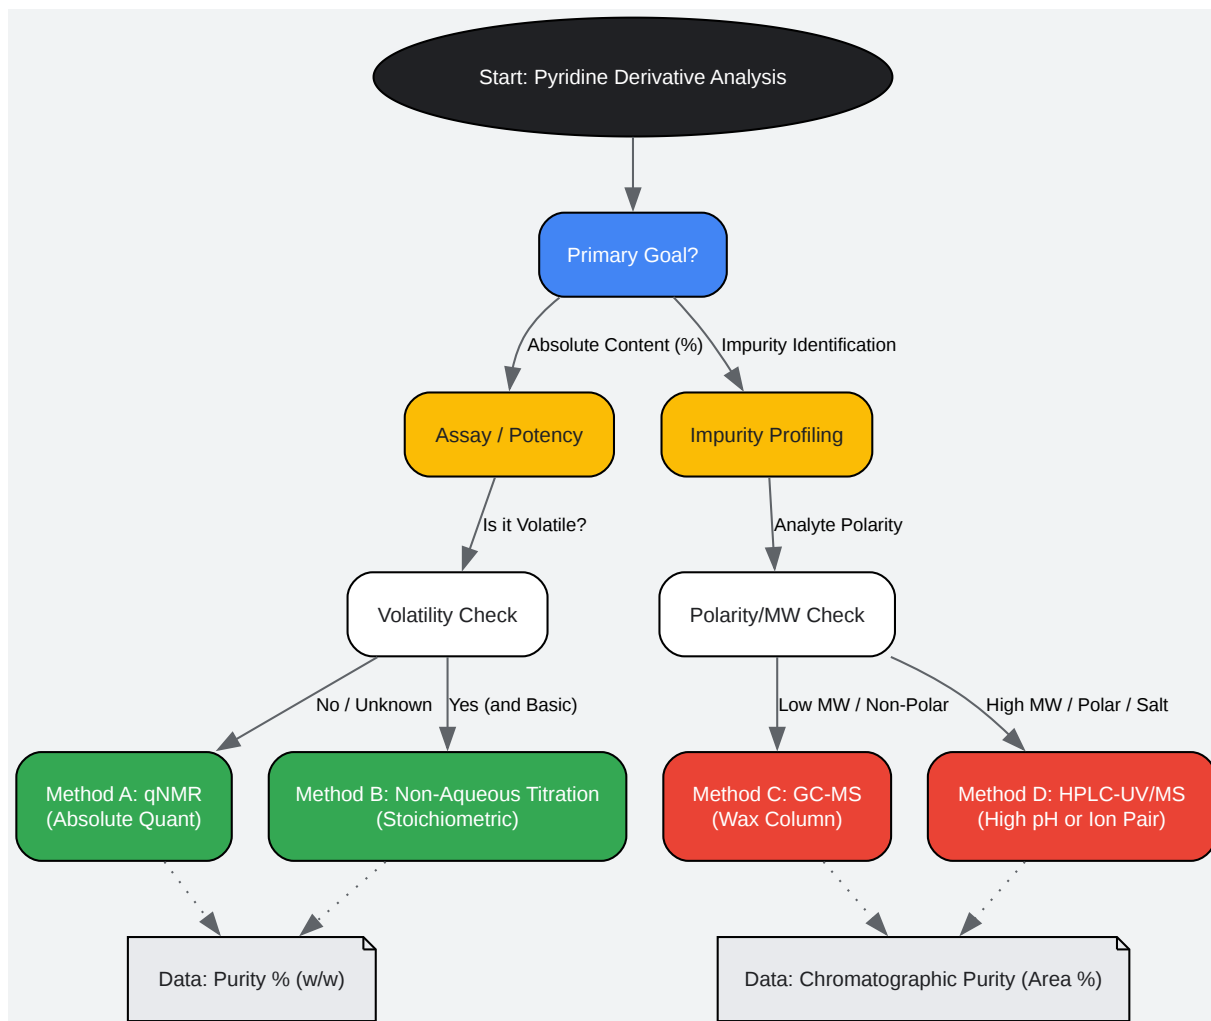 Start: Pyridine Derivative Analysis
Primary Goal?
Absolute Content (%)
Impurity Identification
Assay / Potency
Impurity Profiling
Is it Volatile?
Analyte Polarity
Volatility Check
Polarity/MW Check
No / Unknown
Yes (and Basic)
Low MW / Non-Polar
High MW / Polar / Salt
Method A: qNMR
(Absolute Quant)
Method B: Non-Aqueous Titration
(Stoichiometric)
Method C: GC-MS
(Wax Column)
Method D: HPLC-UV/MS
(High pH or Ion Pair)
Data: Purity % (w/w)
Data: Chromatographic Purity (Area %)